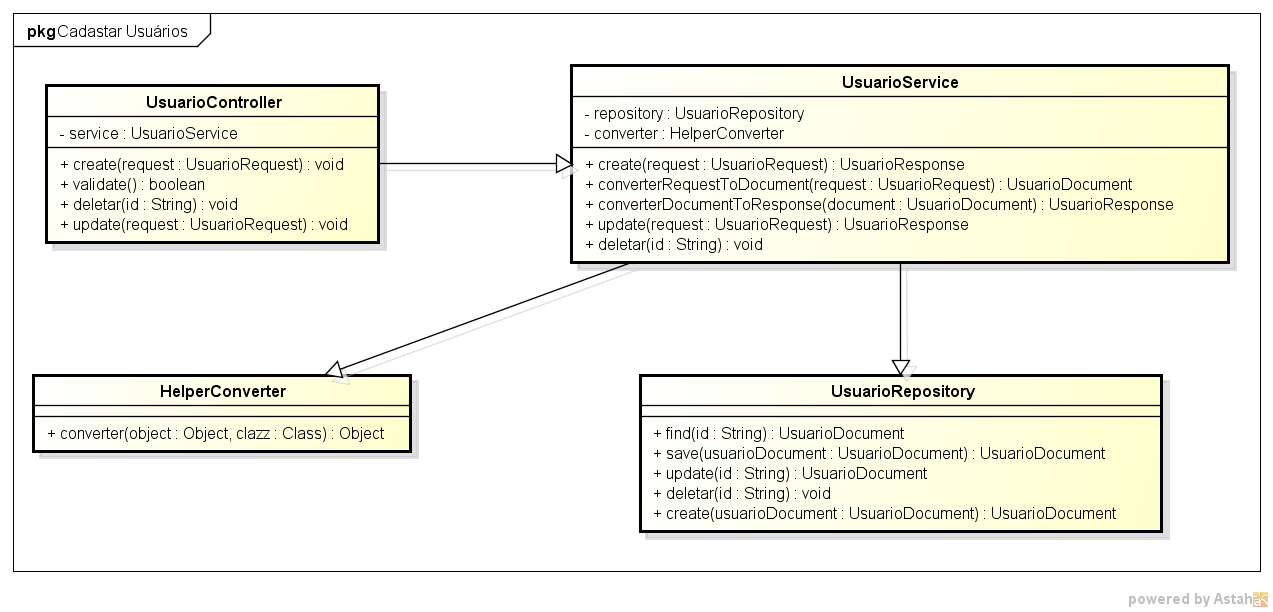 pkg Cadastar Usuários
UsuarioController
- service : UsuarioService
+ create(request : UsuarioRequest) : void
+ validate() : boolean
+ deletar(id : String) : void
+ update(request : UsuarioRequest) : void
UsuarioService
- repository : UsuarioRepository
- converter : HelperConverter
+ create(request : UsuarioRequest) : UsuarioResponse
+ converterRequestToDocument(request : UsuarioRequest) : UsuarioDocument
+ converterDocumentToResponse(document : UsuarioDocument) : UsuarioResponse
+ update(request : UsuarioRequest) : UsuarioResponse
+ deletar(id : String) : void
HelperConverter
+ converter(object : Object, clazz : Class) : Object
UsuarioRepository
+ find(id : String) : UsuarioDocument
+ save(usuarioDocument : UsuarioDocument) : UsuarioDocument
+ update(id : String) : UsuarioDocument
+ deletar(id : String) : void
+ create(usuarioDocument : UsuarioDocument) : UsuarioDocument
powered by Astah